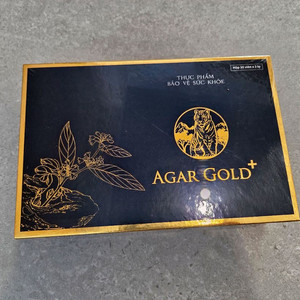 THỰC PHẨM
BẢO VỆ SỨC KHỎE
AGAR GOLD+